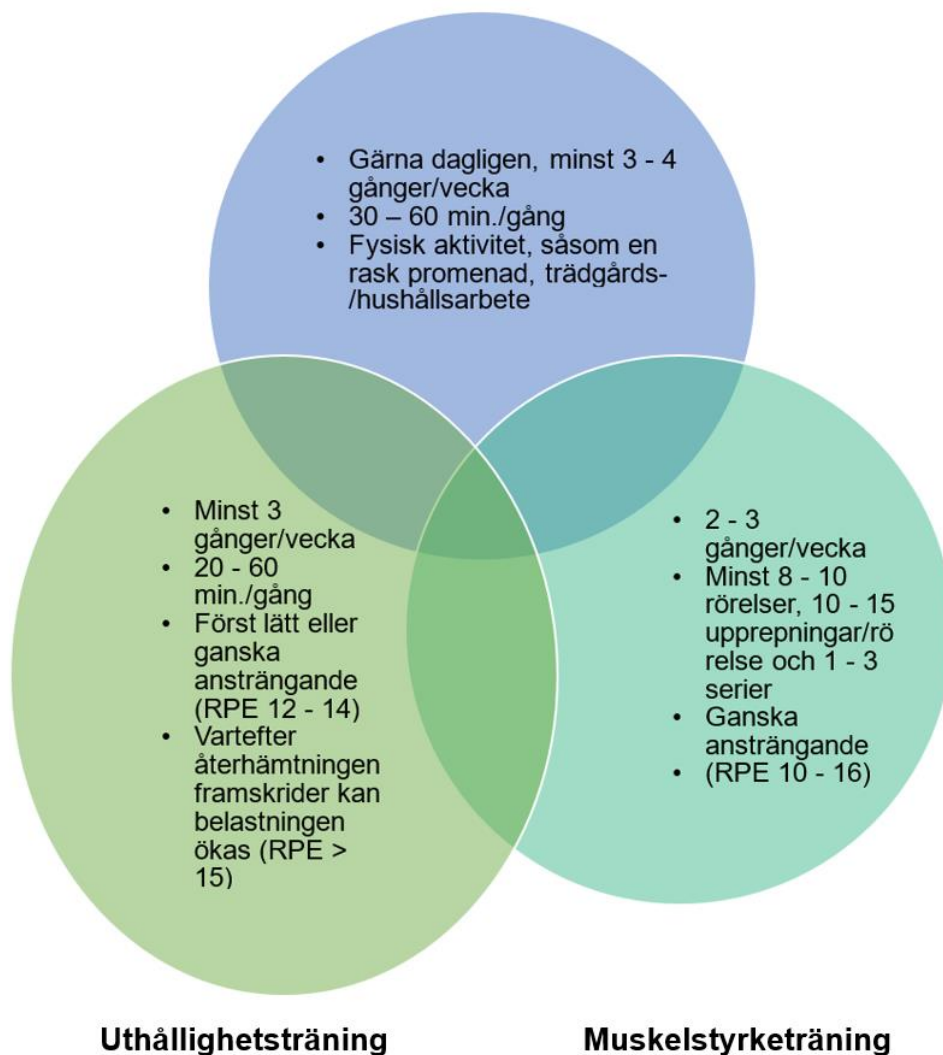 • Gärna dagligen, minst 3 - 4
gånger/vecka
• 30 – 60 min./gång
• Fysisk aktivitet, såsom en
rask promenad, trädgårds-
/hushållsarbete
• Minst 3
gånger/vecka
• 20 - 60
min./gång
• Först lätt eller
ganska
ansträngande
(RPE 12 - 14)
• Vartefter
återhämtningen
framskrider kan
belastningen
ökas (RPE >
15)
• 2 - 3
gånger/vecka
• Minst 8 - 10
rörelser, 10 - 15
upprepningar/rö
relse och 1 - 3
serier
• Ganska
ansträngande
• (RPE 10 - 16)
Uthållighetsträning
Muskelstyrketräning